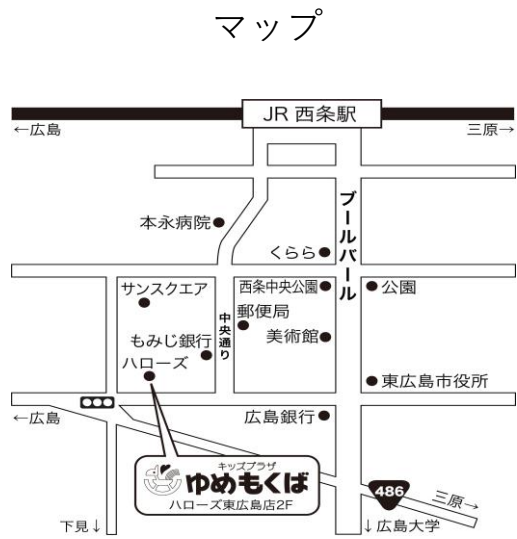 マップ
JR 西条駅
←広島
三原→
本永病院
ブールバール
くらら
サンスクエア
西条中央公園
公園
中央通り
郵便局
もみじ銀行
美術館
ハローズ
東広島市役所
←広島
広島銀行
キッズプラザ
ゆめもくば
ハローズ東広島店2F
486
三原→
下見↓
↓広島大学